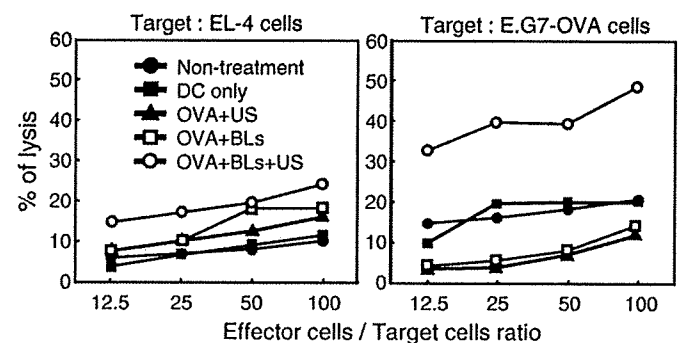 Target : EL-4 cells
Target : E.G7-OVA cells
% of lysis
60
50
40
30
20
10
0
Non-treatment
DC only
OVA+US
OVA+BLs
OVA+BLs+US
60
50
40
30
20
10
0
12.5 25 50 100
12.5 25 50 100
Effector cells / Target cells ratio